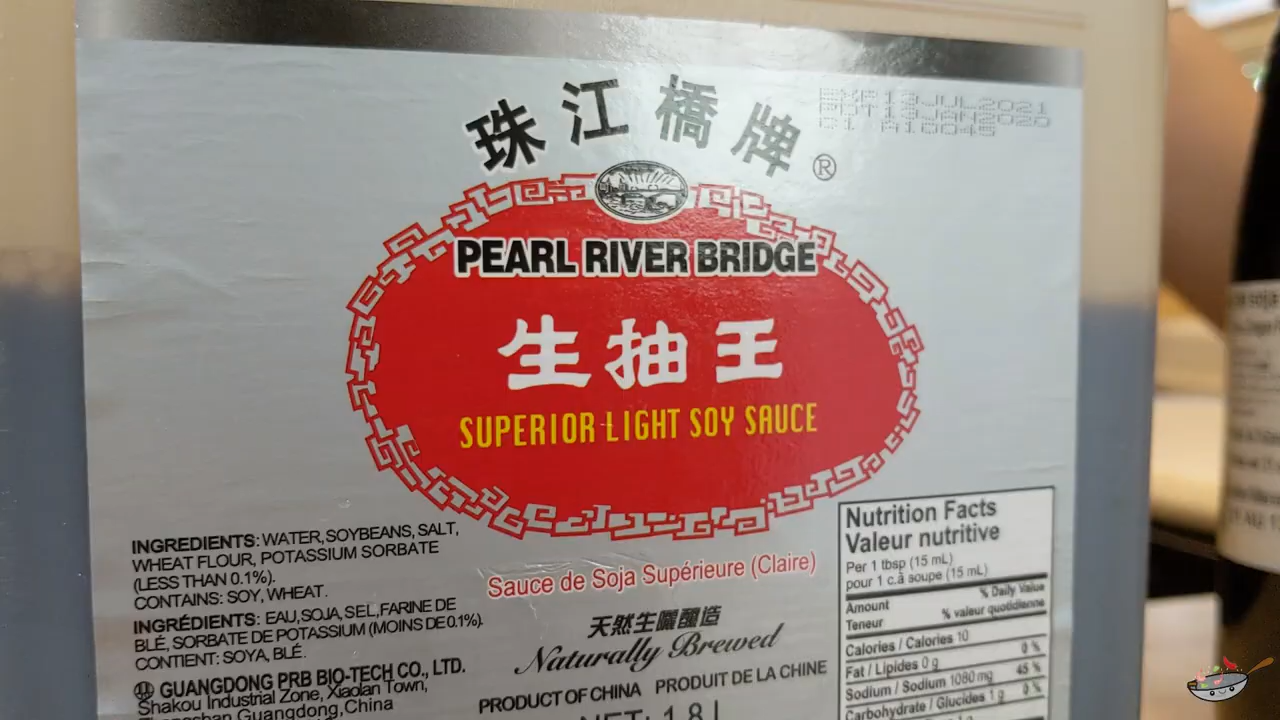 珠江橋牌®
EXP 13 JUL 2021
PDT 13 JAN 2020
C1 A16045
PEARL RIVER BRIDGE
生抽王
SUPERIOR LIGHT SOY SAUCE
Sauce de Soja Supérieure (Claire)
天然生曬釀造
Naturally Brewed
PRODUCT OF CHINA PRODUIT DE LA CHINE
NET: 1.8 L
INGREDIENTS: WATER, SOYBEANS, SALT,
WHEAT FLOUR, POTASSIUM SORBATE
(LESS THAN 0.1%).
CONTAINS: SOY, WHEAT.
INGRÉDIENTS: EAU, SOJA, SEL, FARINE DE
BLÉ, SORBATE DE POTASSIUM (MOINS DE 0.1%).
CONTIENT: SOYA, BLÉ.
GUANGDONG PRB BIO-TECH CO., LTD.
Shakou Industrial Zone, Xiaolan Town,
Zhongshan, Guangdong, China
Nutrition Facts
Valeur nutritive
Per 1 tbsp (15 mL)
pour 1 c.à soupe (15 mL)
Amount % Daily Value
Teneur % valeur quotidienne
Calories / Calories 10
Fat / Lipides 0 g 0 %
Sodium / Sodium 1080 mg 45 %
Carbohydrate / Glucides 1 g 0 %